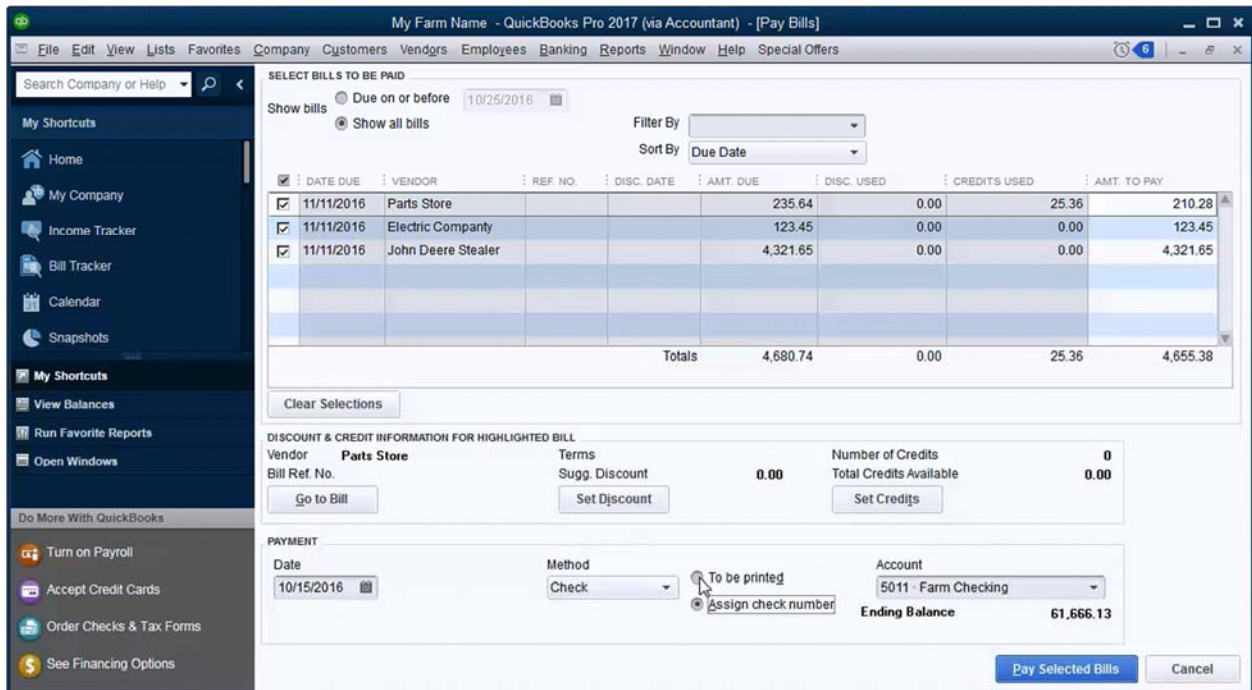 qb
My Farm Name - QuickBooks Pro 2017 (via Accountant) - [Pay Bills]
File Edit View Lists Favorites Company Customers Vendors Employees Banking Reports Window Help Special Offers 6
Search Company or Help
My Shortcuts
Home
My Company
Income Tracker
Bill Tracker
Calendar
Snapshots
My Shortcuts
View Balances
Run Favorite Reports
Open Windows
Do More With QuickBooks
Turn on Payroll
Accept Credit Cards
Order Checks & Tax Forms
See Financing Options
SELECT BILLS TO BE PAID
Show bills Due on or before 10/25/2016
Show all bills
Filter By
Sort By Due Date
DATE DUE VENDOR REF. NO. DISC. DATE AMT. DUE DISC. USED CREDITS USED AMT. TO PAY
11/11/2016 Parts Store 235.64 0.00 25.36 210.28
11/11/2016 Electric Companty 123.45 0.00 0.00 123.45
11/11/2016 John Deere Stealer 4,321.65 0.00 0.00 4,321.65
Totals 4,680.74 0.00 25.36 4,655.38
Clear Selections
DISCOUNT & CREDIT INFORMATION FOR HIGHLIGHTED BILL
Vendor Parts Store Terms Number of Credits 0
Bill Ref. No. Sugg. Discount 0.00 Total Credits Available 0.00
Go to Bill Set Discount Set Credits
PAYMENT
Date Method Account
10/15/2016 Check To be printed 5011 · Farm Checking
Assign check number Ending Balance 61,666.13
Pay Selected Bills Cancel